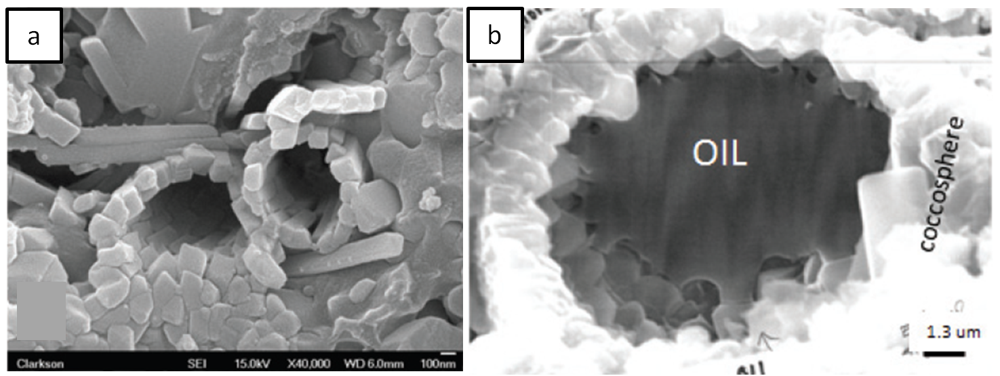 a
b
OIL
coccosphere
1.3 um
Clarkson SEI 15.0kV X40,000 WD 6.0mm 100nm